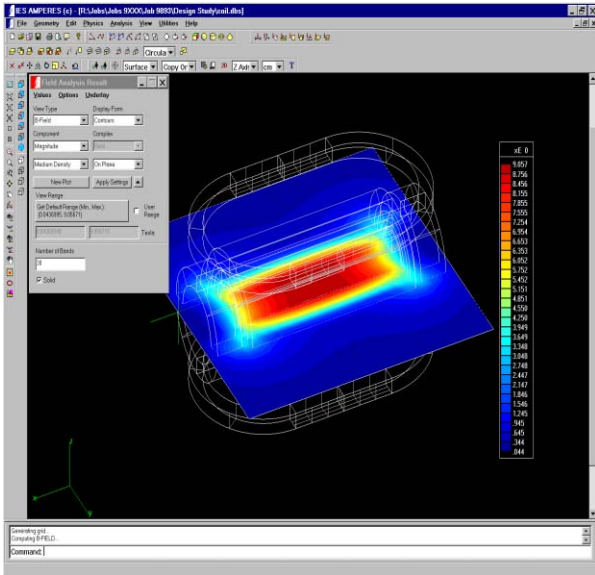 IES AMPERES (c) - [R:\Jobs\Jobs 9XXX\Job 9893\Design Study\coil.dbs]
File Geometry Edit Physics Analysis View Utilities Help
Circula
Surface Copy Or Z Axis cm T
Field Analysis Result
Values Options Underlay
View Type Display Form
B-Field Contours
Component Complex
Magnitude
Medium Density On Plane
New Plot Apply Settings
View Range
Get Default Range (Min., Max.):
User Range
Tesla
Number of Bands
Solid
xE 0
9.057
8.756
8.456
8.155
7.855
7.555
7.254
6.954
6.653
6.353
6.052
5.752
5.452
5.151
4.851
4.550
4.250
3.949
3.649
3.348
3.048
2.748
2.447
2.147
1.846
1.546
1.245
.945
.645
.344
.044
Generating grid..
Computing B-FIELD..
Command: